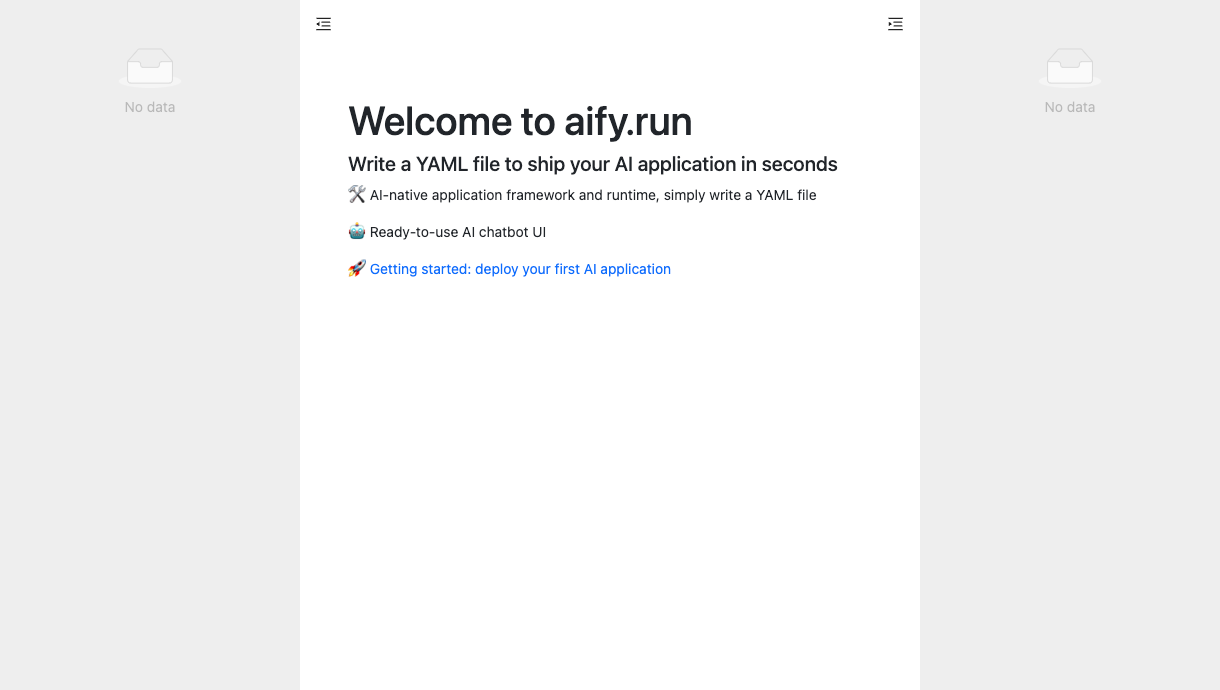 No data
No data
Welcome to aify.run
Write a YAML file to ship your AI application in seconds
🛠️ AI-native application framework and runtime, simply write a YAML file
🤖 Ready-to-use AI chatbot UI
🚀 Getting started: deploy your first AI application